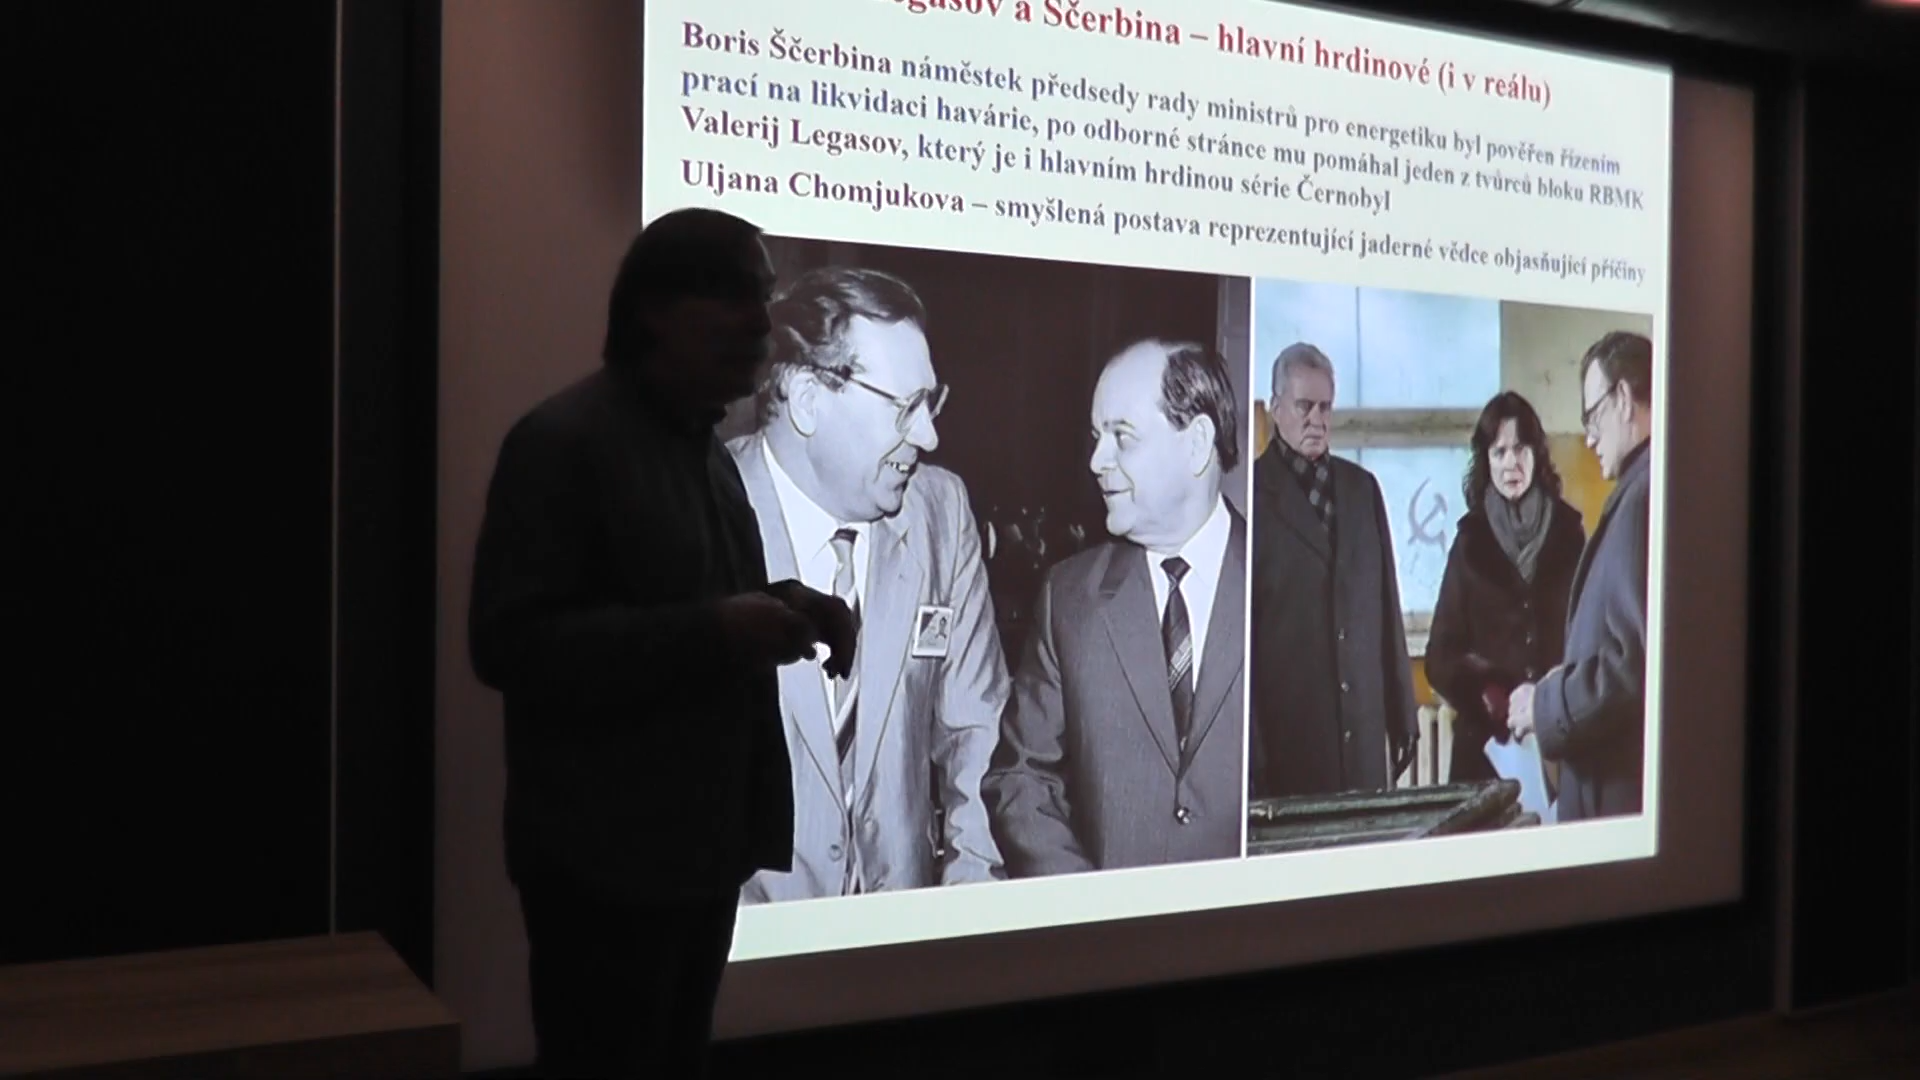 Legasov a Ščerbina – hlavní hrdinové (i v reálu)
Boris Ščerbina náměstek předsedy rady ministrů pro energetiku byl pověřen řízením
prací na likvidaci havárie, po odborné stránce mu pomáhal jeden z tvůrců bloku RBMK
Valerij Legasov, který je i hlavním hrdinou série Černobyl
Uljana Chomjukova – smyšlená postava reprezentující jaderné vědce objasňující příčiny